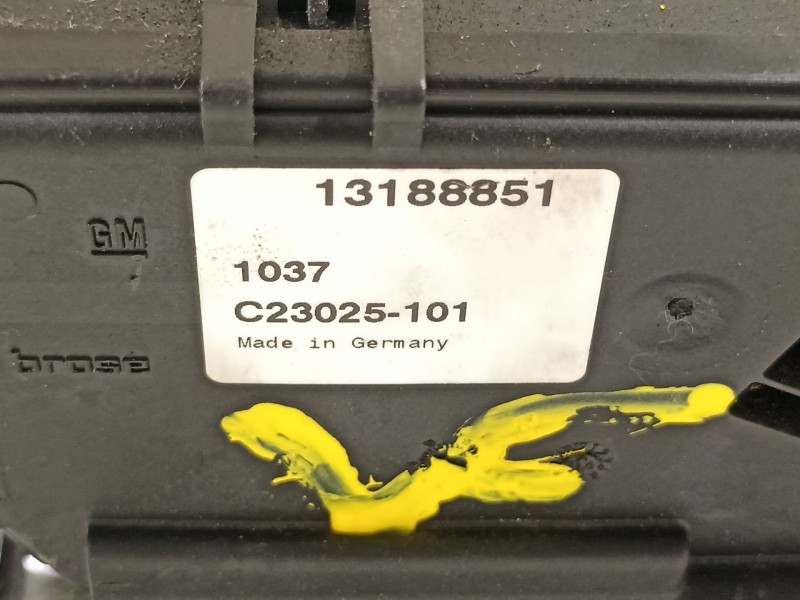 13188851
GM
1037
C23025-101
Made in Germany
brose